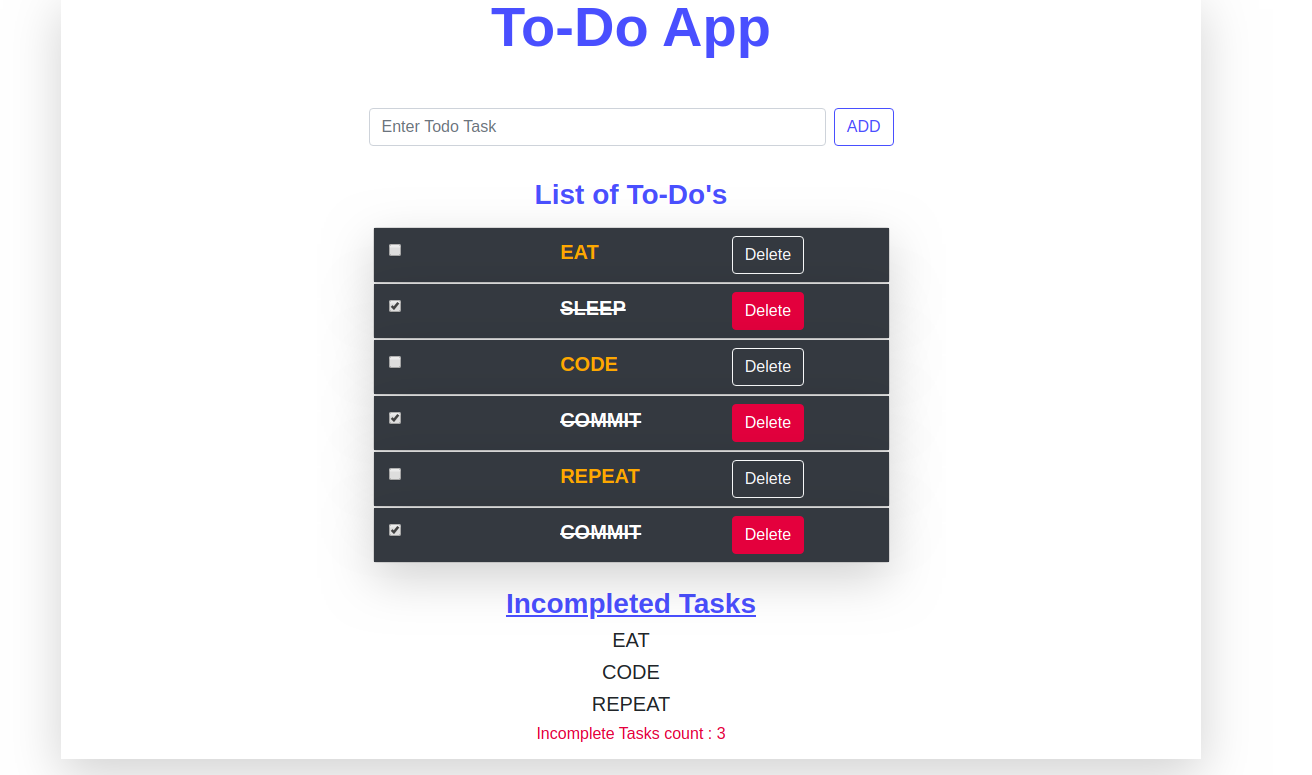 To-Do App
Enter Todo Task ADD
List of To-Do's
EAT Delete
SLEEP Delete
CODE Delete
COMMIT Delete
REPEAT Delete
COMMIT Delete
Incompleted Tasks
EAT
CODE
REPEAT
Incomplete Tasks count : 3